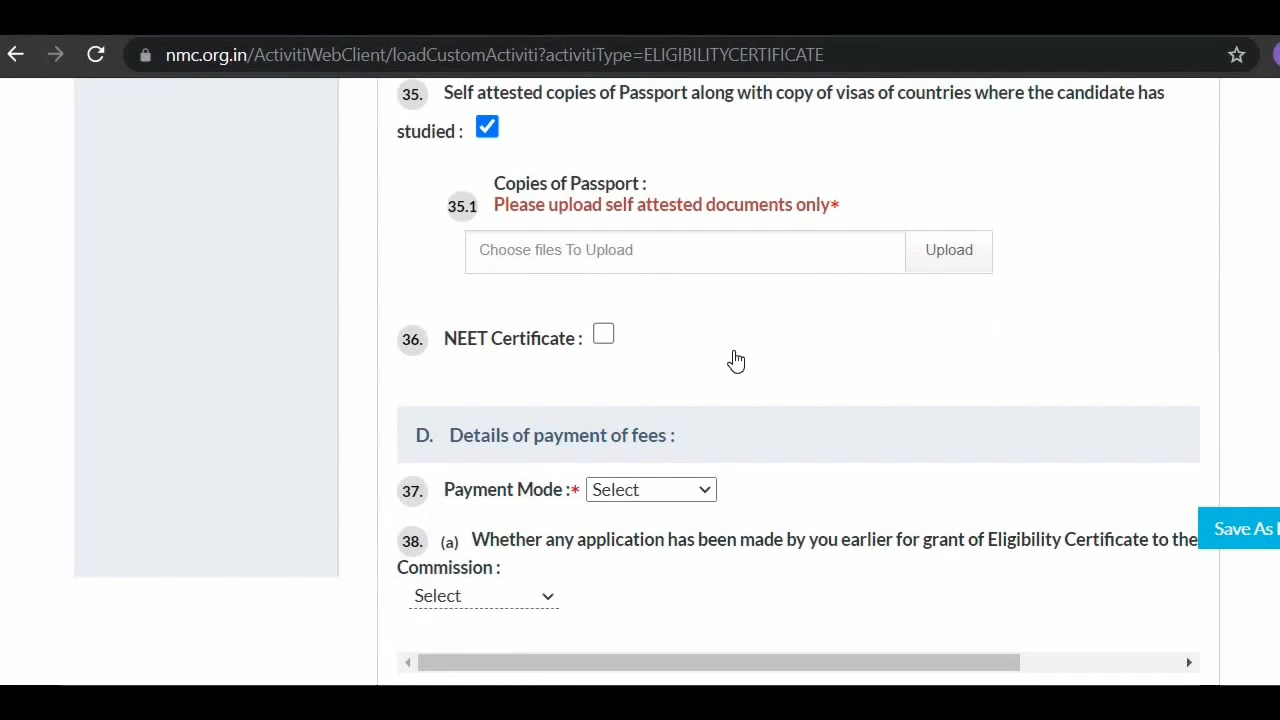 nmc.org.in/ActivitiWebClient/loadCustomActiviti?activitiType=ELIGIBILITYCERTIFICATE
35. Self attested copies of Passport along with copy of visas of countries where the candidate has
studied :
Copies of Passport :
35.1 Please upload self attested documents only*
Choose files To Upload Upload
36. NEET Certificate :
D. Details of payment of fees :
37. Payment Mode :* Select
Save As
38. (a) Whether any application has been made by you earlier for grant of Eligibility Certificate to the
Commission :
Select